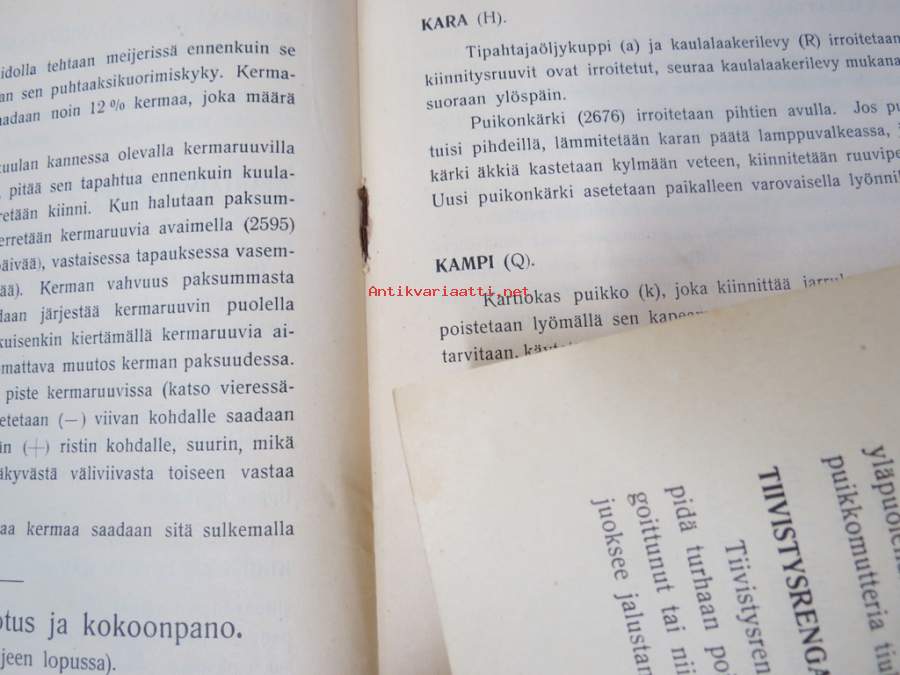 idolla tehtaan meijerissä ennenkuin se
an sen puhtaaksikuorimiskyky. Kerma-
aadaan noin 12 % kermaa, joka määrä
kuulan kannessa olevalla kermaruuvilla
, pitää sen tapahtua ennenkuin kuula-
retään kiinni. Kun halutaan paksum-
erretään kermaruuvia avaimella (2595)
päivää), vastaisessa tapauksessa vasem-
ää). Kerman vahvuus paksummasta
daan järjestää kermaruuvin puolella
kuisenkin kiertämällä kermaruuvia ai-
mattava muutos kerman paksuudessa.
piste kermaruuvissa (katso vieressä-
etetaan (—) viivan kohdalle saadaan
in (+) ristin kohdalle, suurin, mikä
äkyvästä väliviivasta toiseen vastaa
aa kermaa saadaan sitä sulkemalla
otus ja kokoonpano.
jeen lopussa).
KARA (H).
Tipahtajaöljykuppi (a) ja kaulalaakerilevy (R) irroitetaan
kiinnitysruuvit ovat irroitetut, seuraa kaulalaakerilevy mukana
suoraan ylöspäin.
Puikonkärki (2676) irroitetaan pihtien avulla. Jos pu
tuisi pihdeillä, lämmitetään karan päätä lamppuvalkeassa,
kärki äkkiä kastetaan kylmään veteen, kiinnitetään ruuvipe
Uusi puikonkärki asetetaan paikalleen varovaisella lyönni
KAMPI (Q).
Antikvariaatti.net
Kartiokas puikko (k), joka kiinnittää
poistetaan lyömällä sen
tarvitaan,
yläpuolella
puikkomutteria tiu
TIIVISTYSRENGA
Tiivistysren
pidä turhaan poi
goittunut tai nii
juoksee jalustan